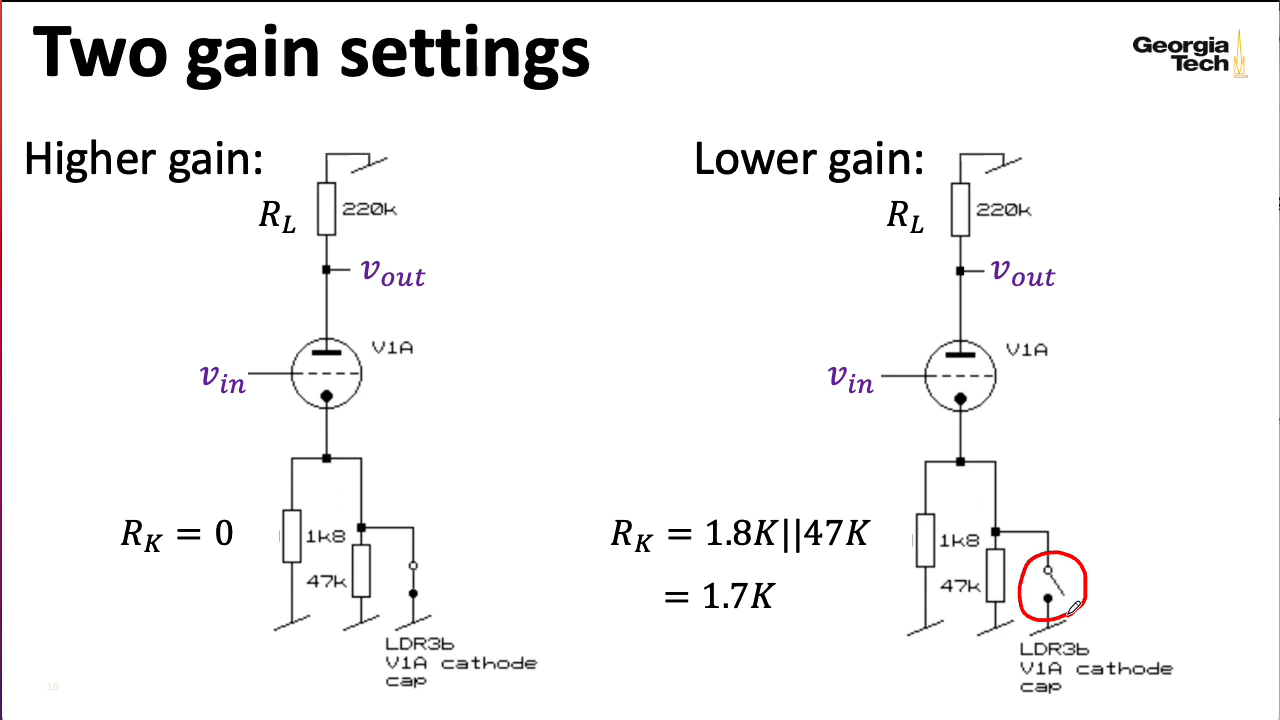 Two gain settings
Georgia
Tech
Higher gain:
R_L
220k
v_out
V1A
v_in
R_K = 0
1k8
47k
LDR3b
V1A cathode
cap
Lower gain:
R_L
220k
v_out
V1A
v_in
R_K = 1.8K||47K
= 1.7K
1k8
47k
LDR3b
V1A cathode
cap
16